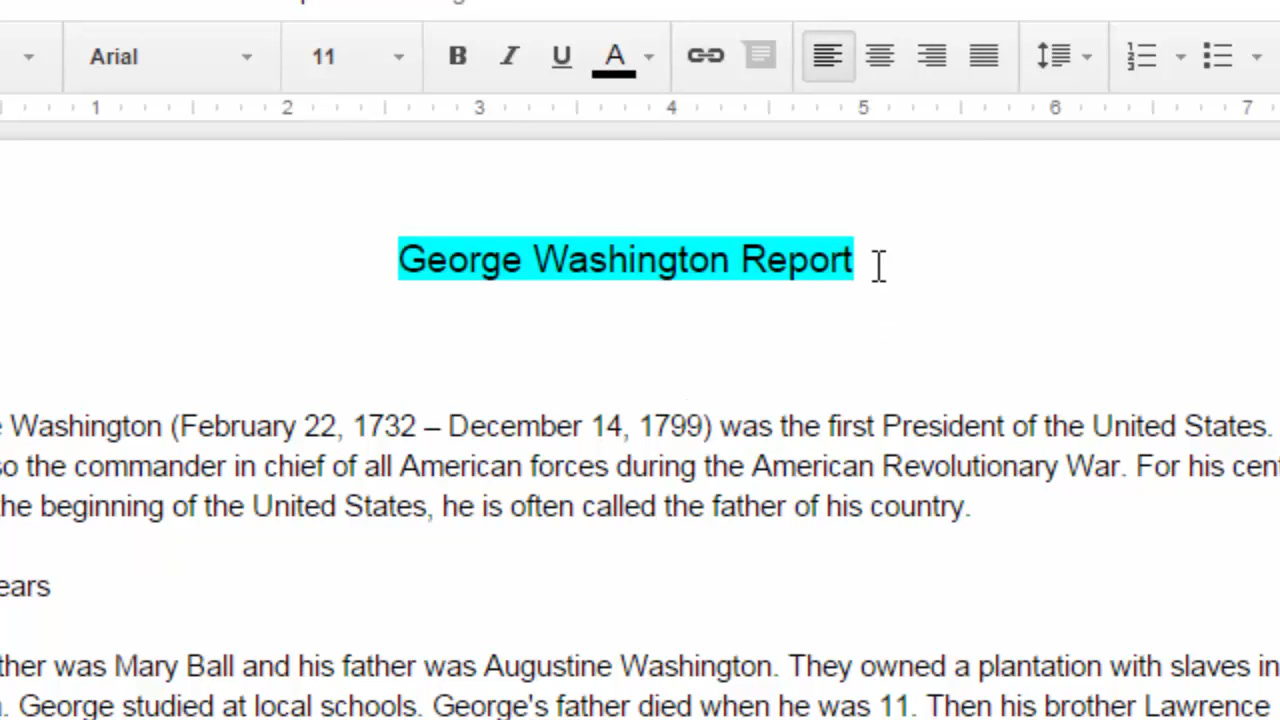 Arial 11 B I U A
1 2 3 4 5 6 7
George Washington Report
Washington (February 22, 1732 – December 14, 1799) was the first President of the United States.
so the commander in chief of all American forces during the American Revolutionary War. For his cent
the beginning of the United States, he is often called the father of his country.
ears
ther was Mary Ball and his father was Augustine Washington. They owned a plantation with slaves in
. George studied at local schools. George's father died when he was 11. Then his brother Lawrence